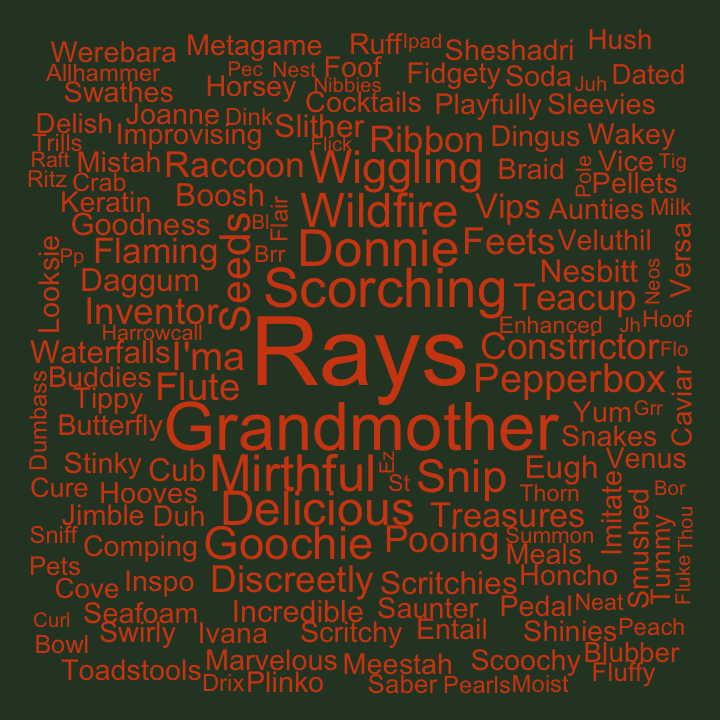 Werebara Metagame Ruff Ipad Sheshadri Hush
Allhammer Pec Nest Foof Fidgety Soda Juh Dated
Swathes Horsey Nibbies Cocktails Playfully Sleevies
Delish Joanne Dink Slither Ribbon Dingus Wakey
Trills Improvising Flick
Raft Mistah Raccoon Wiggling Braid Pole Vice Tig
Ritz Crab Boosh Pellets
Keratin Wildfire Vips Aunties Milk
Goodness Seeds Bl Flair Donnie Feets Veluthil Versa
Looksie Pp Flaming Brr
Daggum Scorching Teacup Nesbitt Neos
Inventor Enhanced Jh Hoof
Harrowcall Rays
Waterfalls I'ma Constrictor Flo
Buddies Flute Pepperbox
Tippy Yum Grr Caviar
Dumbass Butterfly Grandmother Snakes
Stinky Cub Mirthful Ez St Snip Eugh Venus
Cure Hooves Thorn Bor
Jimble Duh Delicious Treasures Imitate Smushed Tummy Thou
Sniff Comping Goochie Pooing Summon
Meals
Pets Cove Inspo Discreetly Scritchies Honcho Fluke
Curl Seafoam Incredible Saunter Pedal Neat
Bowl Swirly Ivana Scritchy Entail Shinies Peach
Toadstools Marvelous Meestah Scoochy Blubber
Drix Plinko Saber Pearls Moist Fluffy